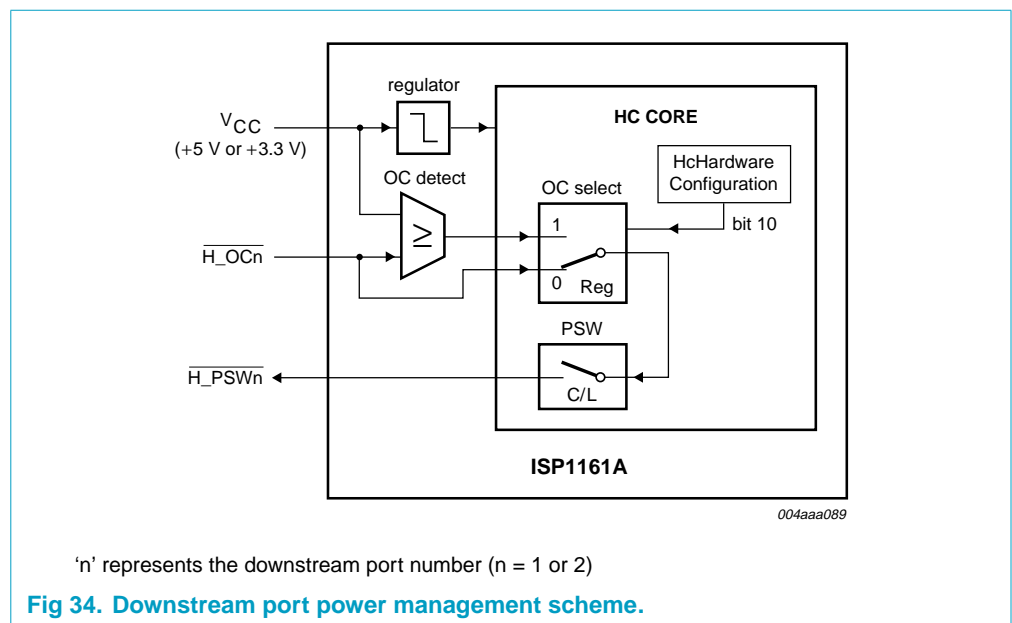 regulator
VCC
(+5 V or +3.3 V)
HC CORE
HcHardware
Configuration
OC detect
OC select
1
bit 10
≥
H_OCn
0
Reg
PSW
H_PSWn
C/L
ISP1161A
004aaa089
‘n’ represents the downstream port number (n = 1 or 2)
Fig 34. Downstream port power management scheme.